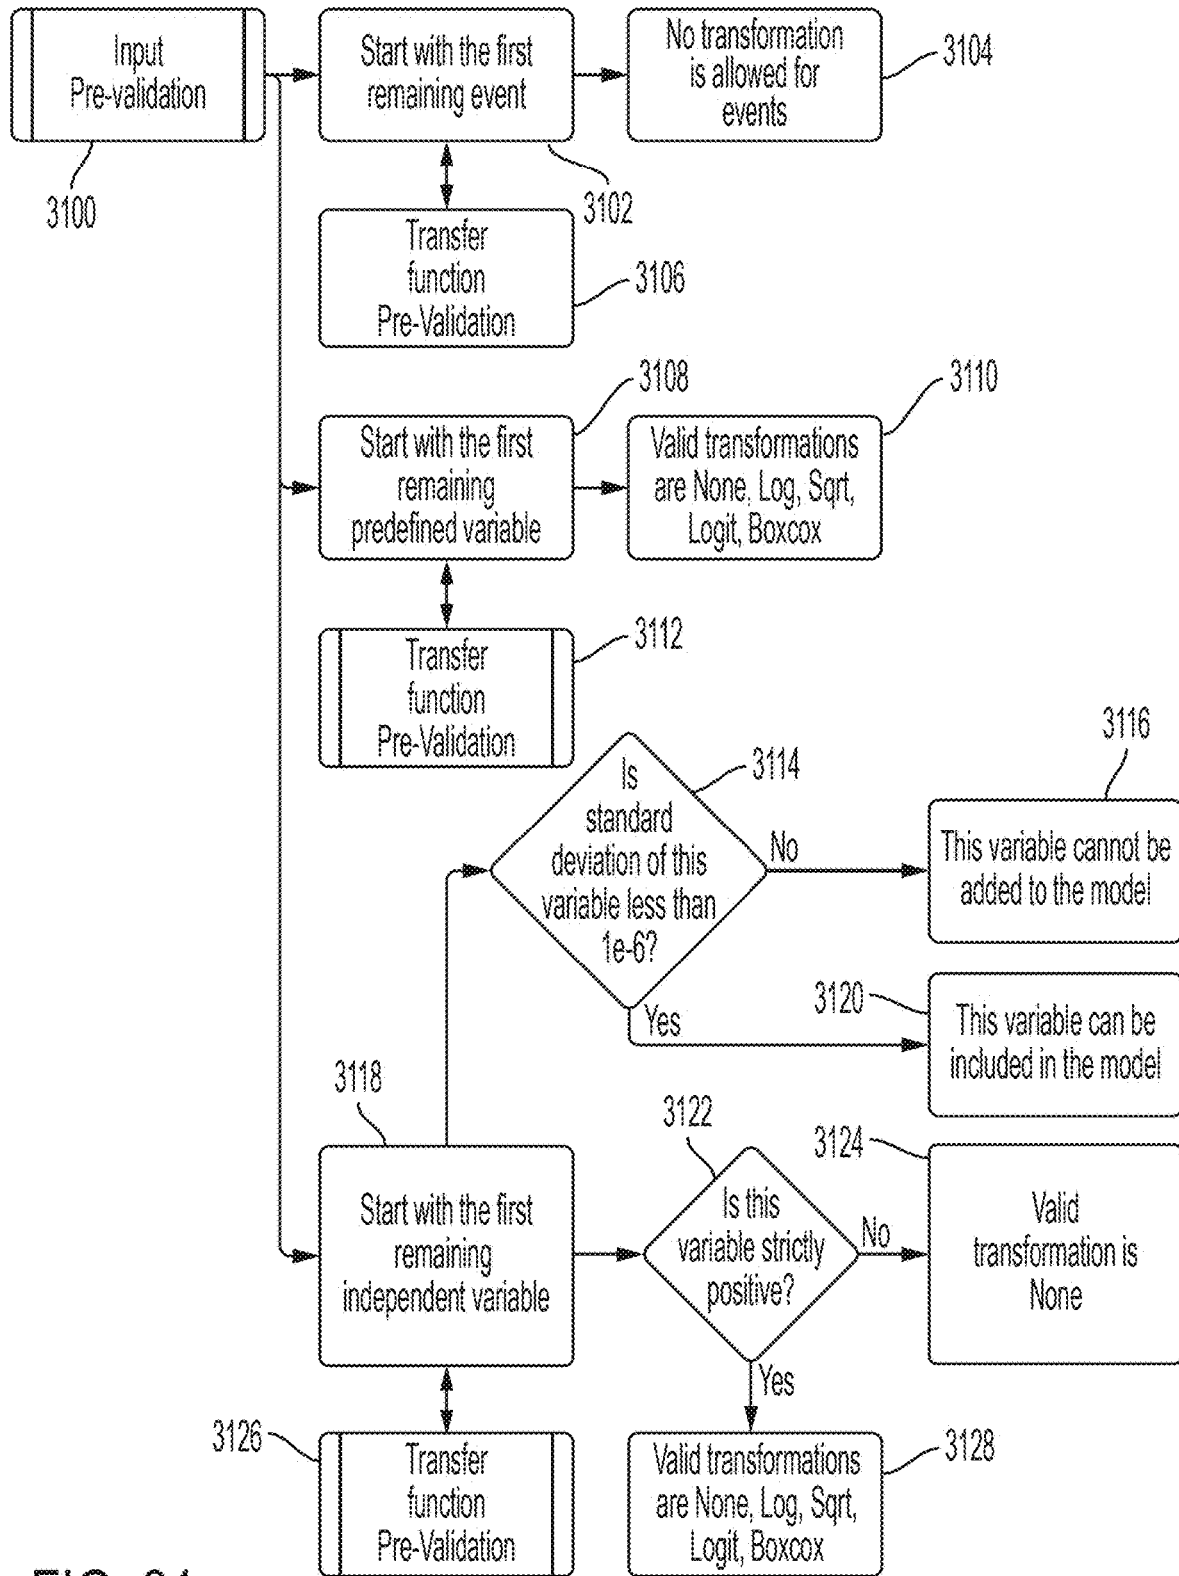 Input
Pre-validation
3100
Start with the first
remaining event
3102
No transformation
is allowed for
events
3104
Transfer
function
Pre-Validation
3106
3108
Start with the first
remaining
predefined variable
3110
Valid transformations
are None, Log, Sqrt,
Logit, Boxcox
3112
Transfer
function
Pre-Validation
3114
Is
standard
deviation of this
variable less than
1e-6?
No
3116
This variable cannot be
added to the model
Yes
3120
This variable can be
included in the model
3118
Start with the first
remaining
independent variable
3122
Is this
variable strictly
positive?
No
3124
Valid
transformation is
None
Yes
3126
Transfer
function
Pre-Validation
3128
Valid transformations
are None, Log, Sqrt,
Logit, Boxcox